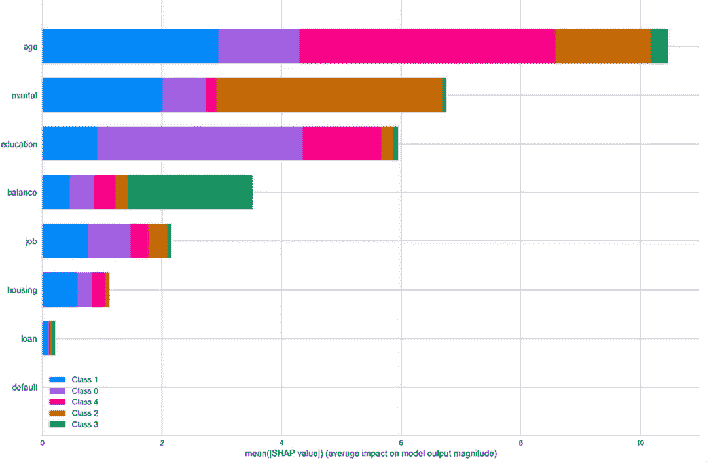 age
marital
education
balance
job
housing
loan
default
Class 1
Class 0
Class 4
Class 2
Class 3
0 2 4 6 8 10
mean(|SHAP value|) (average impact on model output magnitude)